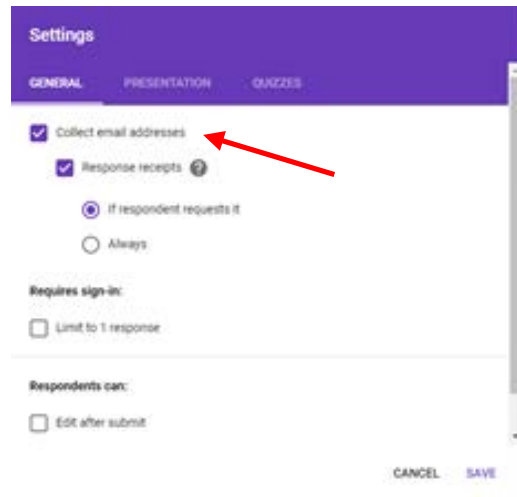 Settings
GENERAL PRESENTATION QUIZZES
Collect email addresses
Response receipts ?
If respondent requests it
Always
Requires sign-in:
Limit to 1 response
Respondents can:
Edit after submit
CANCEL SAVE